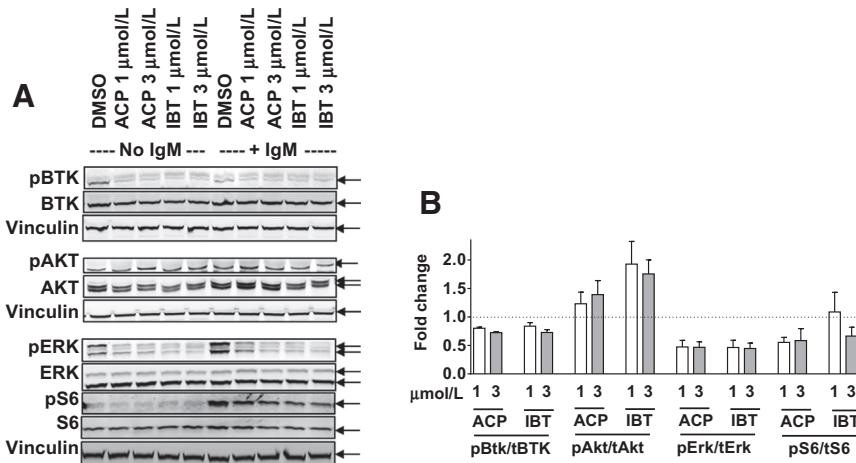 A
DMSO
ACP 1 μmol/L
ACP 3 μmol/L
IBT 1 μmol/L
IBT 3 μmol/L
DMSO
ACP 1 μmol/L
ACP 3 μmol/L
IBT 1 μmol/L
IBT 3 μmol/L
---- No IgM --- ---- + IgM -----
pBTK
BTK
Vinculin
pAKT
AKT
Vinculin
pERK
ERK
pS6
S6
Vinculin
B
Fold change
2.0
1.5
1.0
0.5
0.0
μmol/L 1 3 1 3 1 3 1 3 1 3 1 3 1 3 1 3
ACP IBT ACP IBT ACP IBT ACP IBT
pBtk/tBTK pAkt/tAkt pErk/tErk pS6/tS6